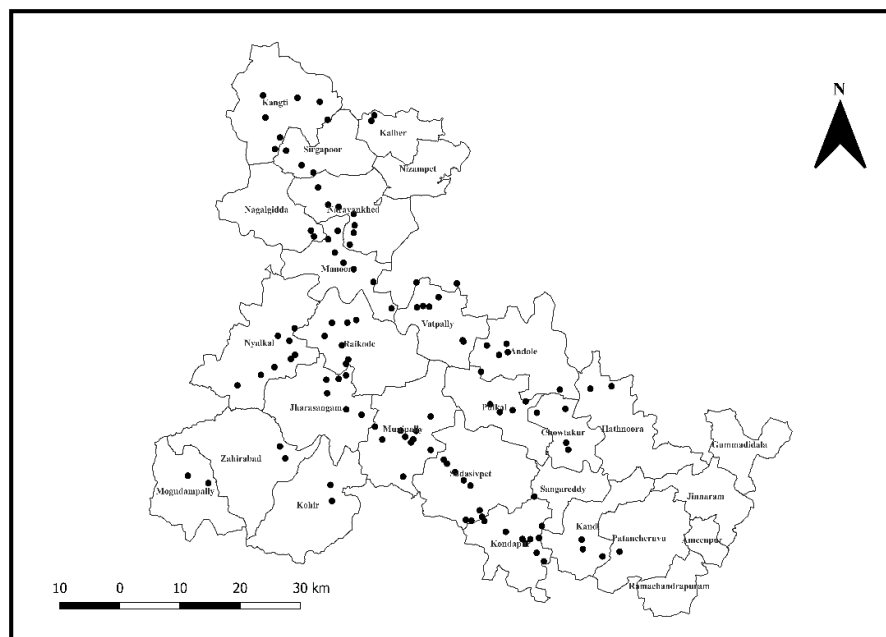 N
Kangti
Kalher
Sirgapoor
Nizampet
Nagalgidda
Narayankhed
Manoor
Vatpally
Nyalkal
Raikode
Andole
Jharasangam
Pulkal
Munipally
Chowtakur
Hathnoora
Gummadidala
Zahirabad
Sadasivpet
Mogudampally
Sangareddy
Jinnaram
Kohir
Kandi
Patancheruvu
Ameenpur
Kondapur
Ramachandrapuram
10 0 10 20 30 km